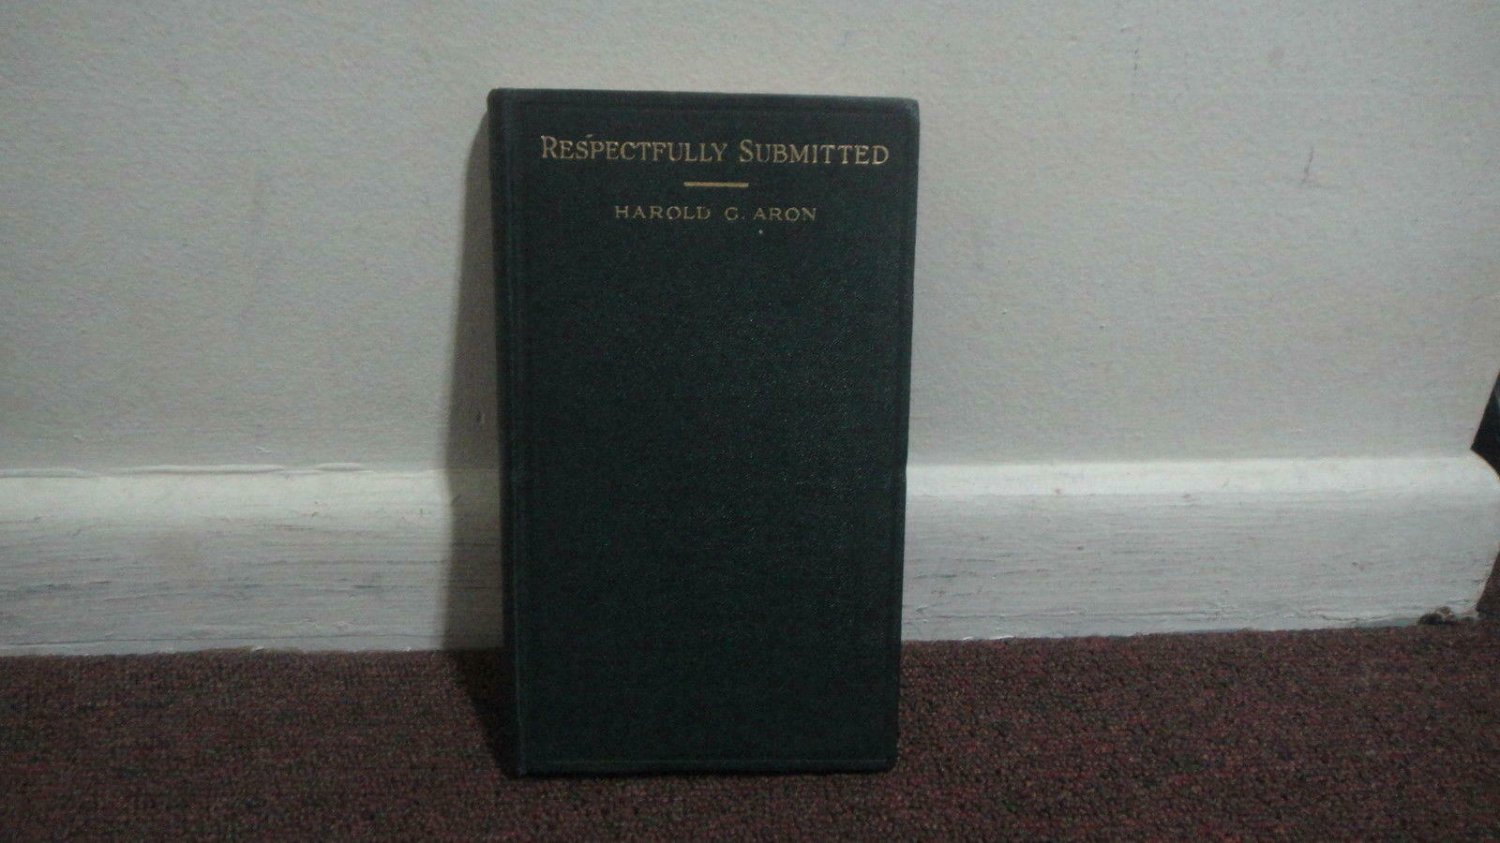 RESPECTFULLY SUBMITTED
HAROLD G. ARON